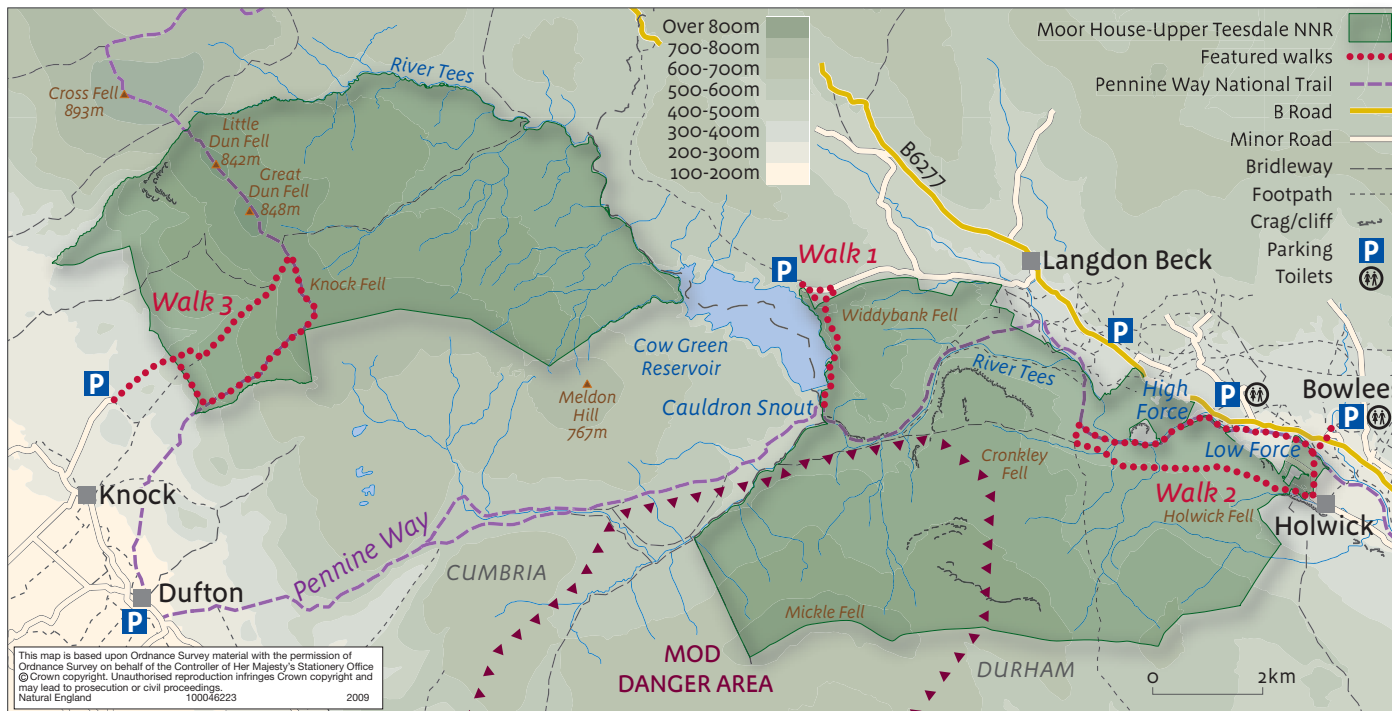 Over 800m
700-800m
600-700m
500-600m
400-500m
300-400m
200-300m
100-200m
Moor House-Upper Teesdale NNR
Featured walks
Pennine Way National Trail
B Road
Minor Road
Bridleway
Footpath
Crag/cliff
Parking
P
Toilets
River Tees
Cross Fell
893m
Little
Dun Fell
842m
Great
Dun Fell
848m
Knock Fell
Walk 3
P
Knock
Dufton
P
Pennine Way
CUMBRIA
Meldon
Hill
767m
Cow Green
Reservoir
Cauldron Snout
P
Walk 1
B6277
Langdon Beck
Widdybank Fell
River Tees
P
High
Force
P
Bowlees
P
Low Force
Cronkley
Fell
Walk 2
Holwick Fell
Holwick
Mickle Fell
MOD
DANGER AREA
DURHAM
0 2km
This map is based upon Ordnance Survey material with the permission of
Ordnance Survey on behalf of the Controller of Her Majesty's Stationery Office
© Crown copyright. Unauthorised reproduction infringes Crown copyright and
may lead to prosecution or civil proceedings.
Natural England 100046223 2009